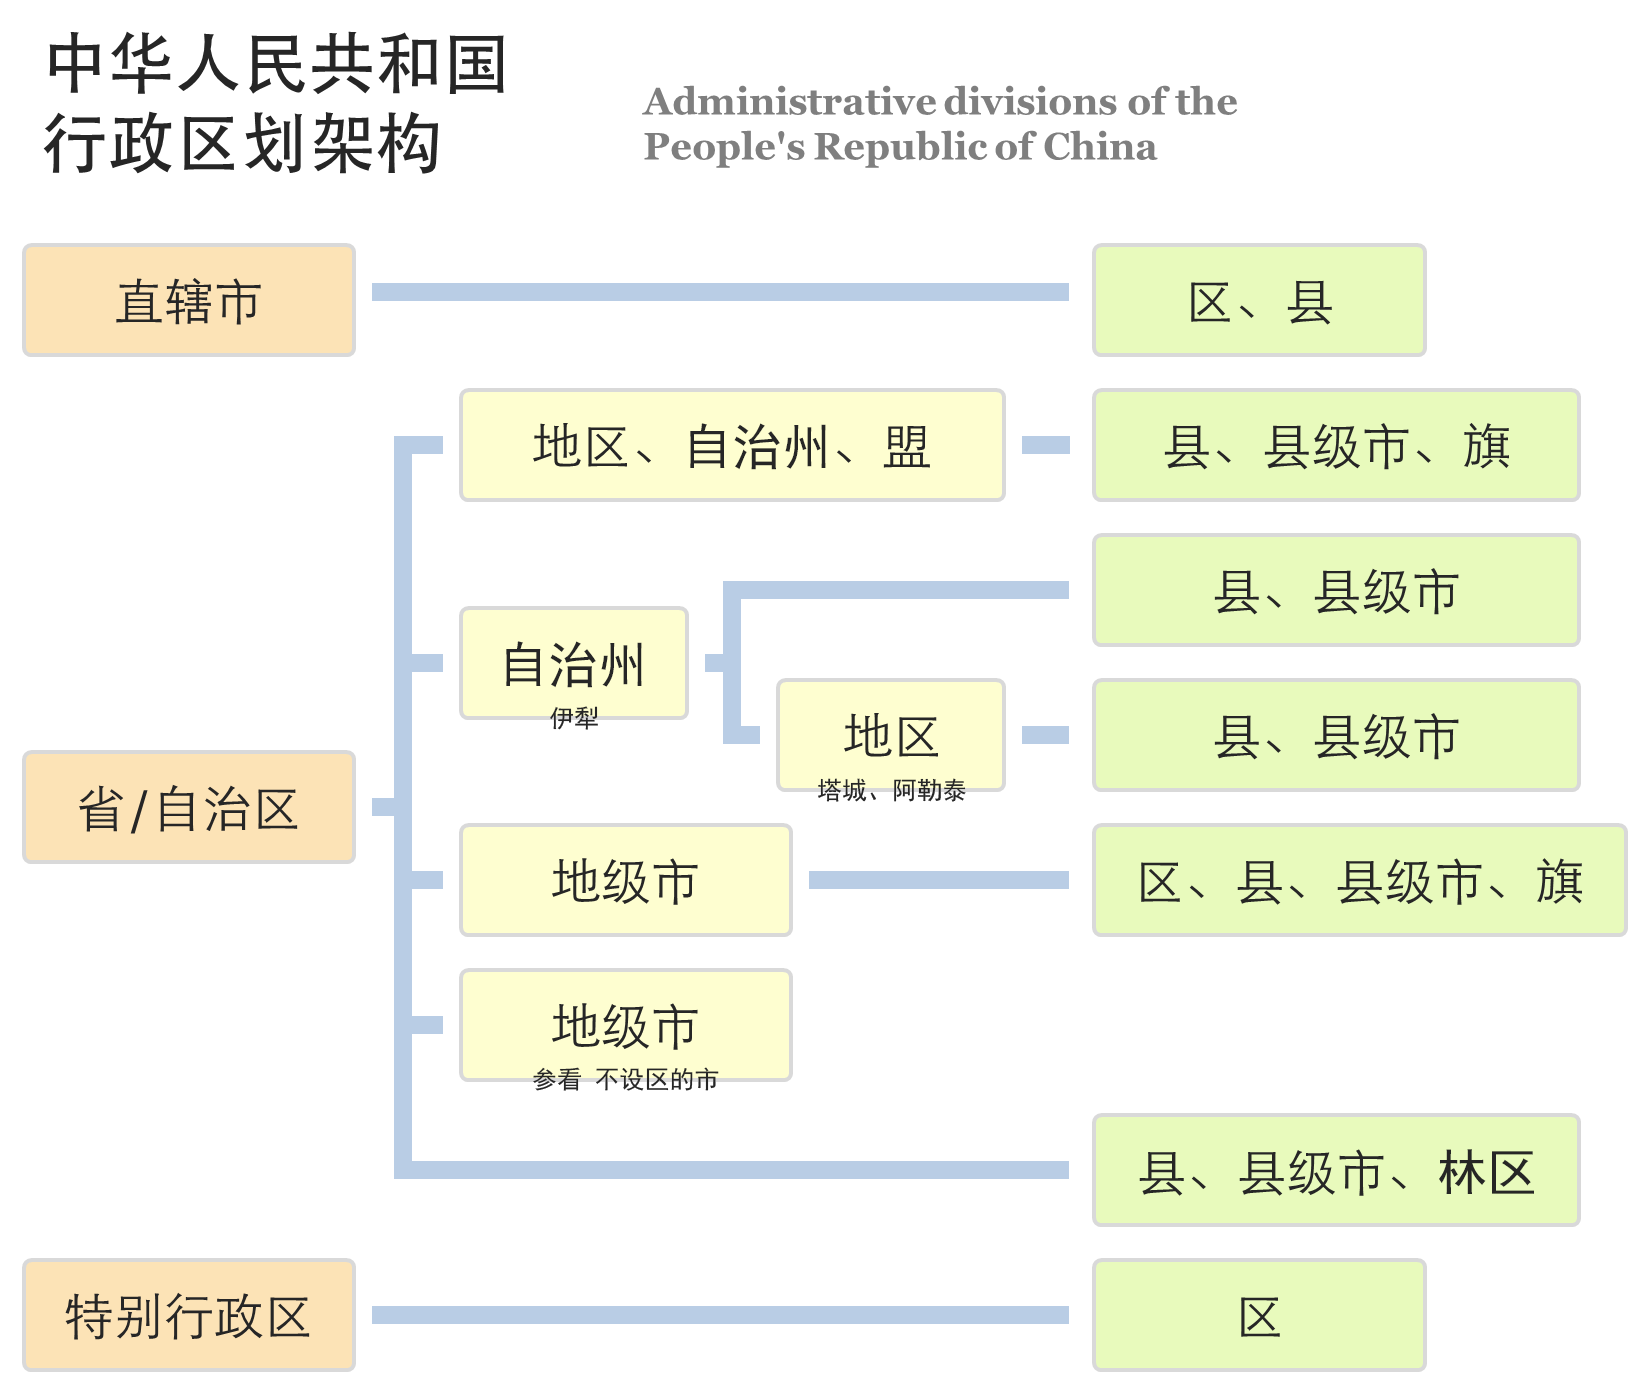 中华人民共和国
行政区划架构
Administrative divisions of the
People's Republic of China
直辖市
区、县
地区、自治州、盟
县、县级市、旗
县、县级市
自治州
伊犁
地区
塔城、阿勒泰
县、县级市
省/自治区
地级市
区、县、县级市、旗
地级市
参看 不设区的市
县、县级市、林区
特别行政区
区